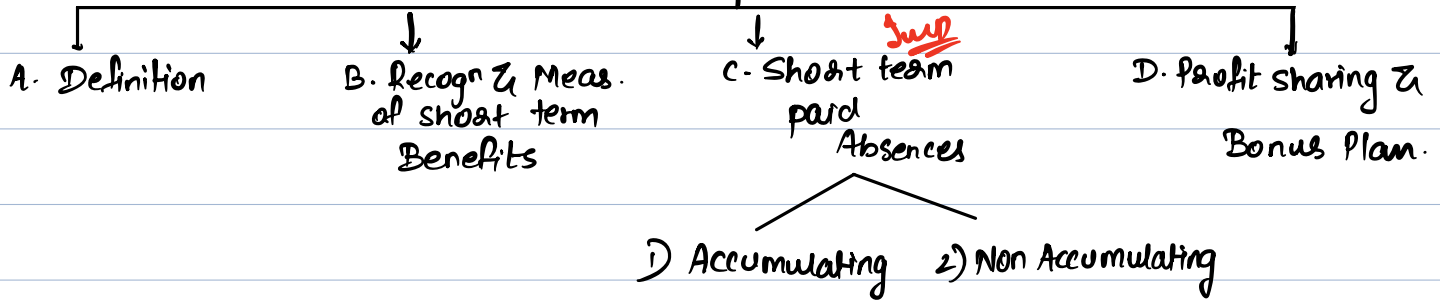 Imp
A. Definition
B. Recogn & Meas.
of short term
Benefits
C. Short term
paid
Absences
D. Profit sharing &
Bonus Plan.
1) Accumulating
2) Non Accumulating